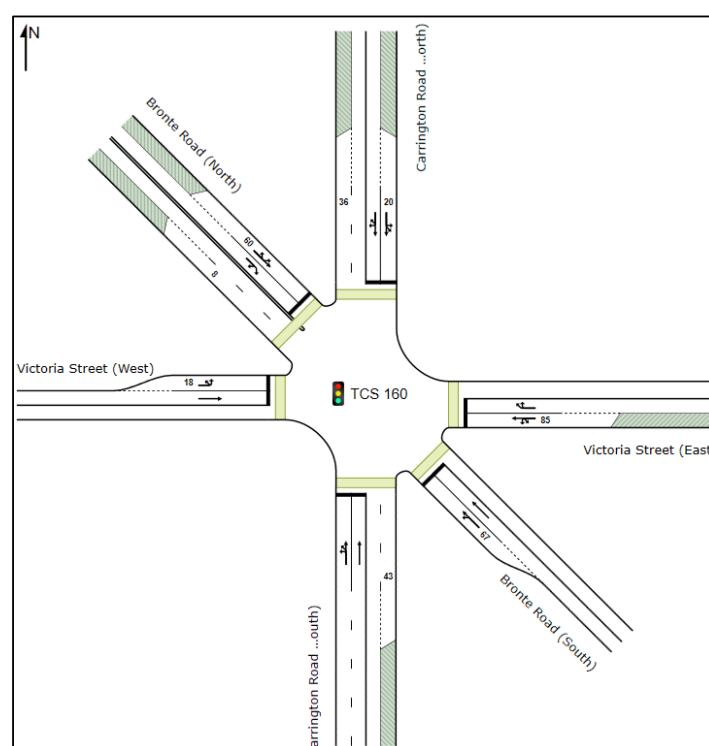 N
Bronte Road (North)
Carrington Road ...orth)
36
20
60
8
Victoria Street (West)
18
TCS 160
85
Victoria Street (East
67
43
Bronte Road (South)
arrington Road ...outh)